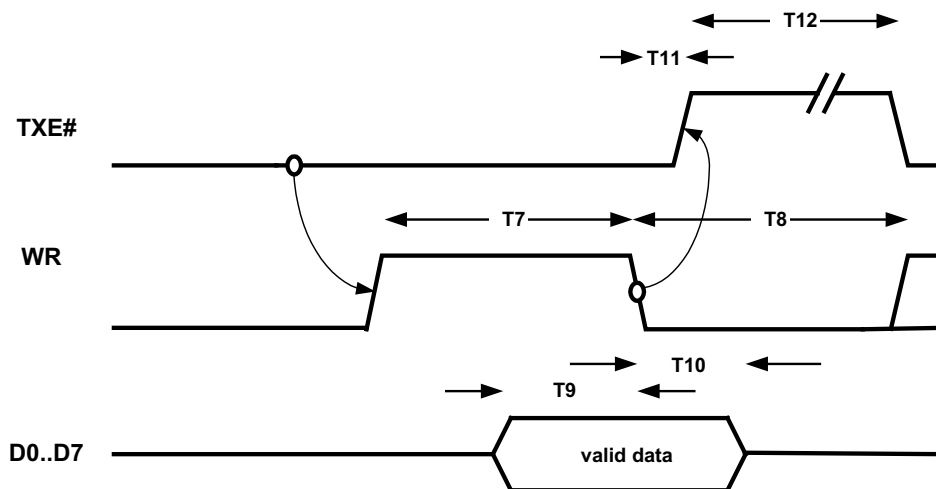 T12
T11
TXE#
T7
T8
WR
T10
T9
D0..D7
valid data